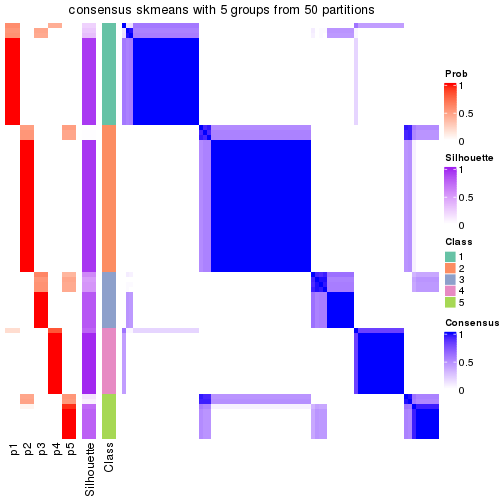 consensus skmeans with 5 groups from 50 partitions
Prob
1
0.5
0
Silhouette
1
0.5
0
Class
1
2
3
4
5
Consensus
1
0.5
0
p1
p2
p3
p4
p5
Silhouette
Class